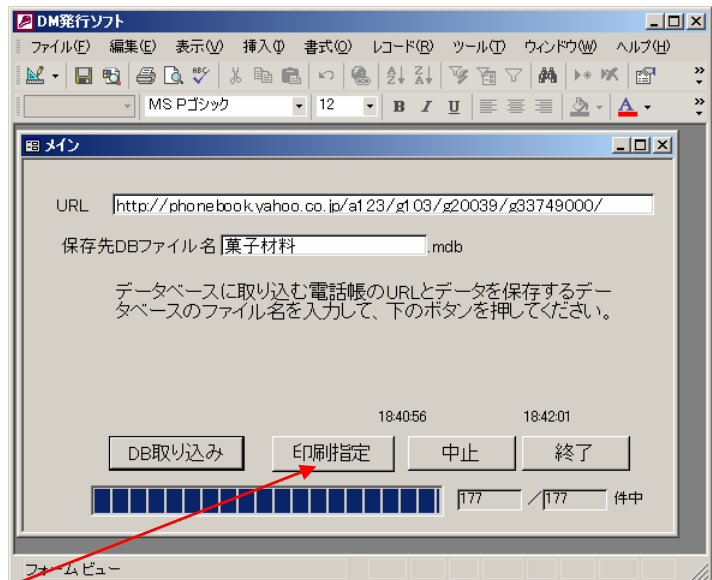 DM発行ソフト
ファイル(F) 編集(E) 表示(V) 挿入(I) 書式(O) レコード(R) ツール(T) ウィンドウ(W) ヘルプ(H)
MS Pゴシック 12 B I U A
メイン
URL http://phonebook.yahoo.co.jp/a123/g103/g20039/g33749000/
保存先DBファイル名 菓子材料 .mdb
データベースに取り込む電話帳のURLとデータを保存するデー
タベースのファイル名を入力して、下のボタンを押してください。
18:40:56 18:42:01
DB取り込み 印刷指定 中止 終了
177 / 177 件中
フォーム ビュー